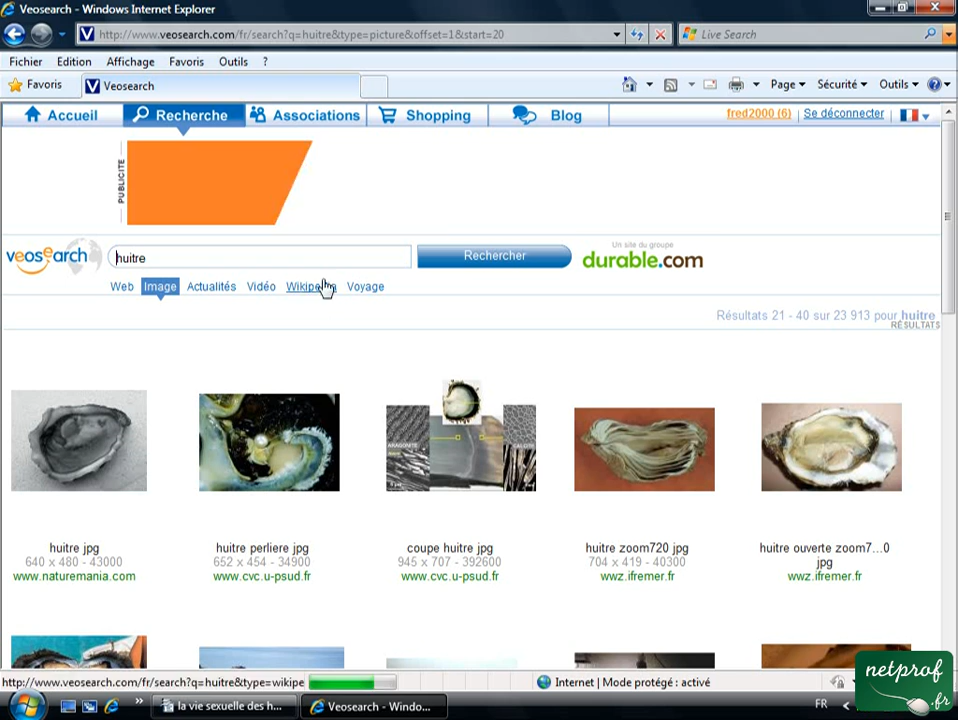 Veosearch - Windows Internet Explorer
http://www.veosearch.com/fr/search?q=huitre&type=picture&offset=1&start=20
Live Search
Fichier Edition Affichage Favoris Outils ?
Favoris Veosearch Page Sécurité Outils
Accueil Recherche Associations Shopping Blog fred2000 (6) Se déconnecter
PUBLICITE
veosearch huitre Rechercher Un site du groupe
durable.com
Web Image Actualités Vidéo Voyage
Résultats 21 - 40 sur 23 913 pour huitre
RÉSULTATS
ARAGONITE
huitre jpg
640 x 480 - 43000
www.naturemania.com
huitre perliere jpg
652 x 454 - 34900
www.cvc.u-psud.fr
coupe huitre jpg
945 x 707 - 392600
www.cvc.u-psud.fr
huitre zoom720 jpg
704 x 419 - 40300
wwz.ifremer.fr
huitre ouverte zoom7...0
jpg
wwz.ifremer.fr
http://www.veosearch.com/fr/search?q=huitre&type=wikipe Internet | Mode protégé : activé
la vie sexuelle des h... Veosearch - Windo... FR
netprof
.fr